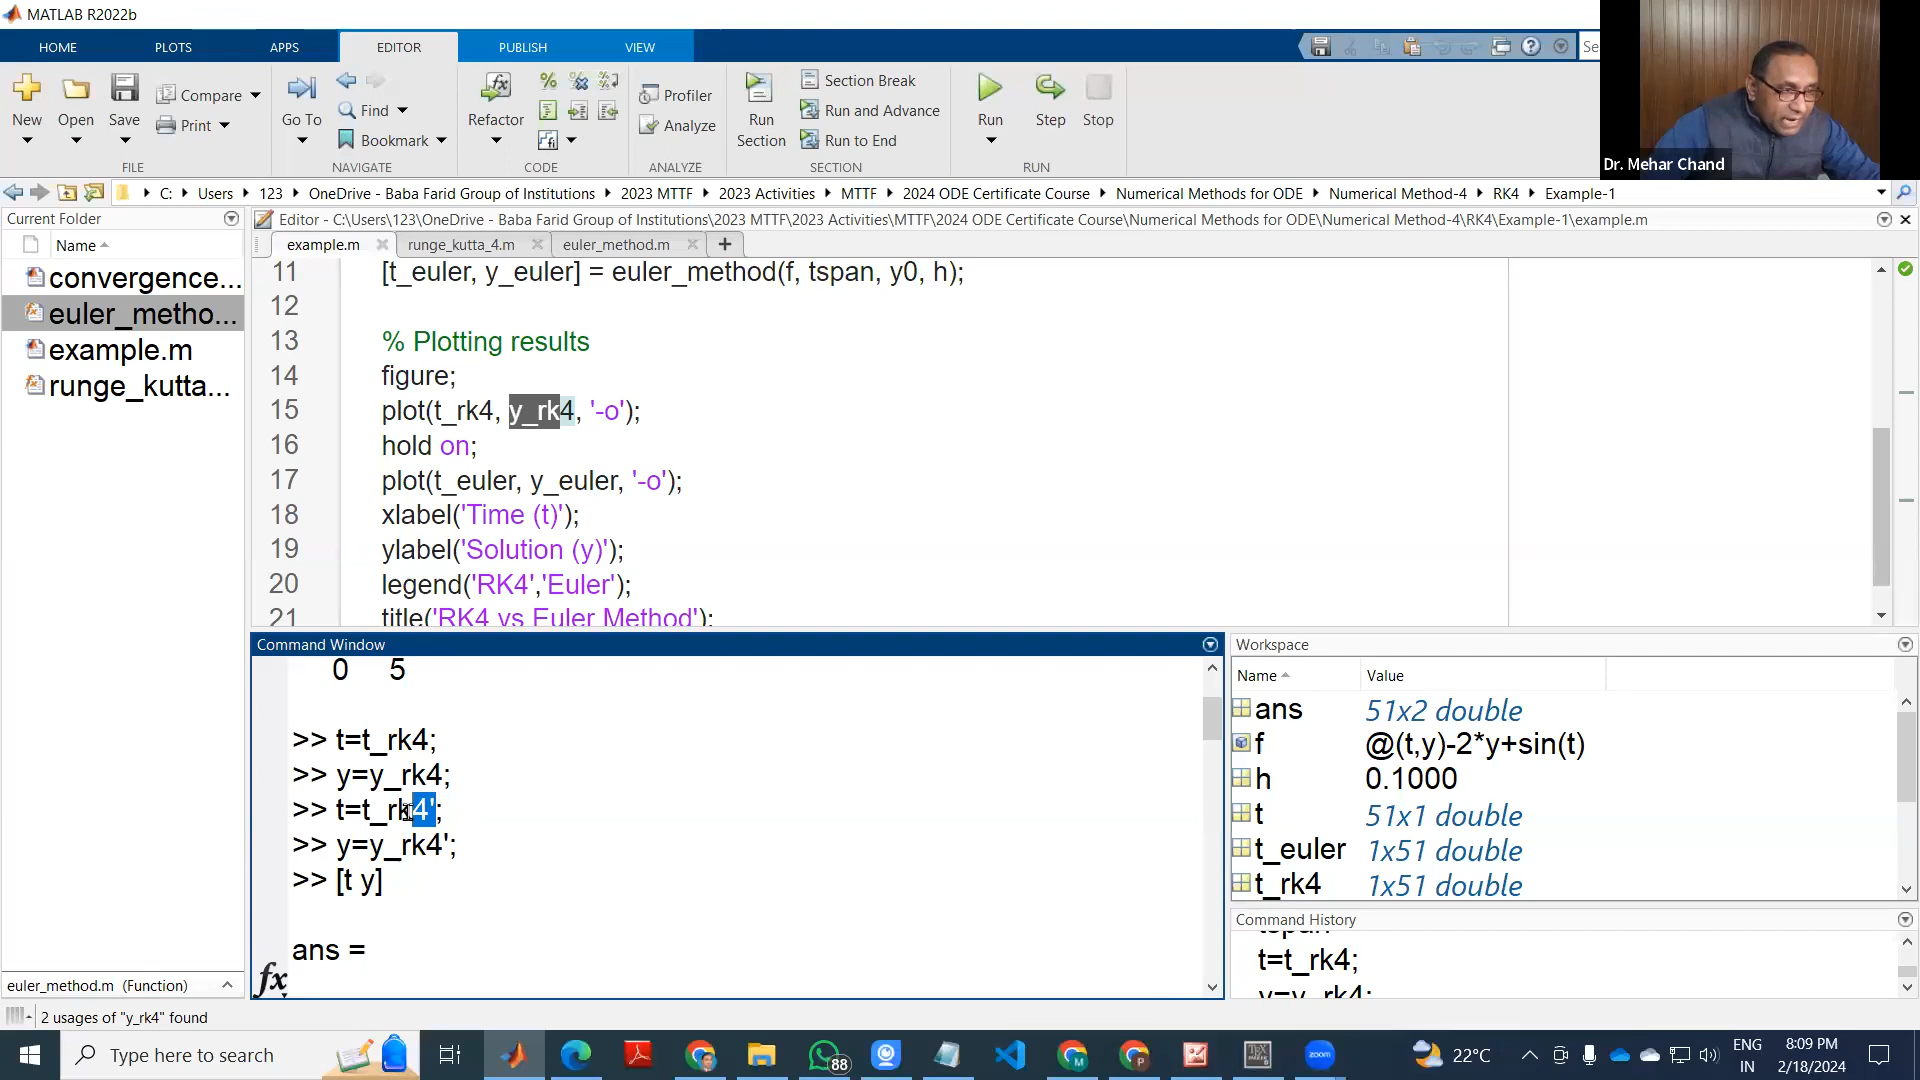 MATLAB R2022b
HOME PLOTS APPS EDITOR PUBLISH VIEW
Se
New Open Save Compare Print
FILE
Go To Find Bookmark
NAVIGATE
Refactor
CODE
Profiler
Analyze
ANALYZE
Run Section
Section Break
Run and Advance
Run to End
SECTION
Run Step Stop
RUN
Dr. Mehar Chand
C: Users 123 OneDrive - Baba Farid Group of Institutions 2023 MTTF 2023 Activities MTTF 2024 ODE Certificate Course Numerical Methods for ODE Numerical Method-4 RK4 Example-1
Current Folder
Name
convergence...
euler_metho...
example.m
runge_kutta...
euler_method.m (Function)
Editor - C:\Users\123\OneDrive - Baba Farid Group of Institutions\2023 MTTF\2023 Activities\MTTF\2024 ODE Certificate Course\Numerical Methods for ODE\Numerical Method-4\RK4\Example-1\example.m
example.m runge_kutta_4.m euler_method.m
11 [t_euler, y_euler] = euler_method(f, tspan, y0, h);
12
13 % Plotting results
14 figure;
15 plot(t_rk4, y_rk4, '-o');
16 hold on;
17 plot(t_euler, y_euler, '-o');
18 xlabel('Time (t)');
19 ylabel('Solution (y)');
20 legend('RK4','Euler');
21 title('RK4 vs Euler Method');
Command Window
0 5
>> t=t_rk4;
>> y=y_rk4;
>> t=t_rk4';
>> y=y_rk4';
>> [t y]
ans =
fx
Workspace
Name Value
ans 51x2 double
f @(t,y)-2*y+sin(t)
h 0.1000
t 51x1 double
t_euler 1x51 double
t_rk4 1x51 double
Command History
tspan
t=t_rk4;
y=y_rk4;
2 usages of "y_rk4" found
Type here to search
88
zoom
22°C
ENG
IN
8:09 PM
2/18/2024